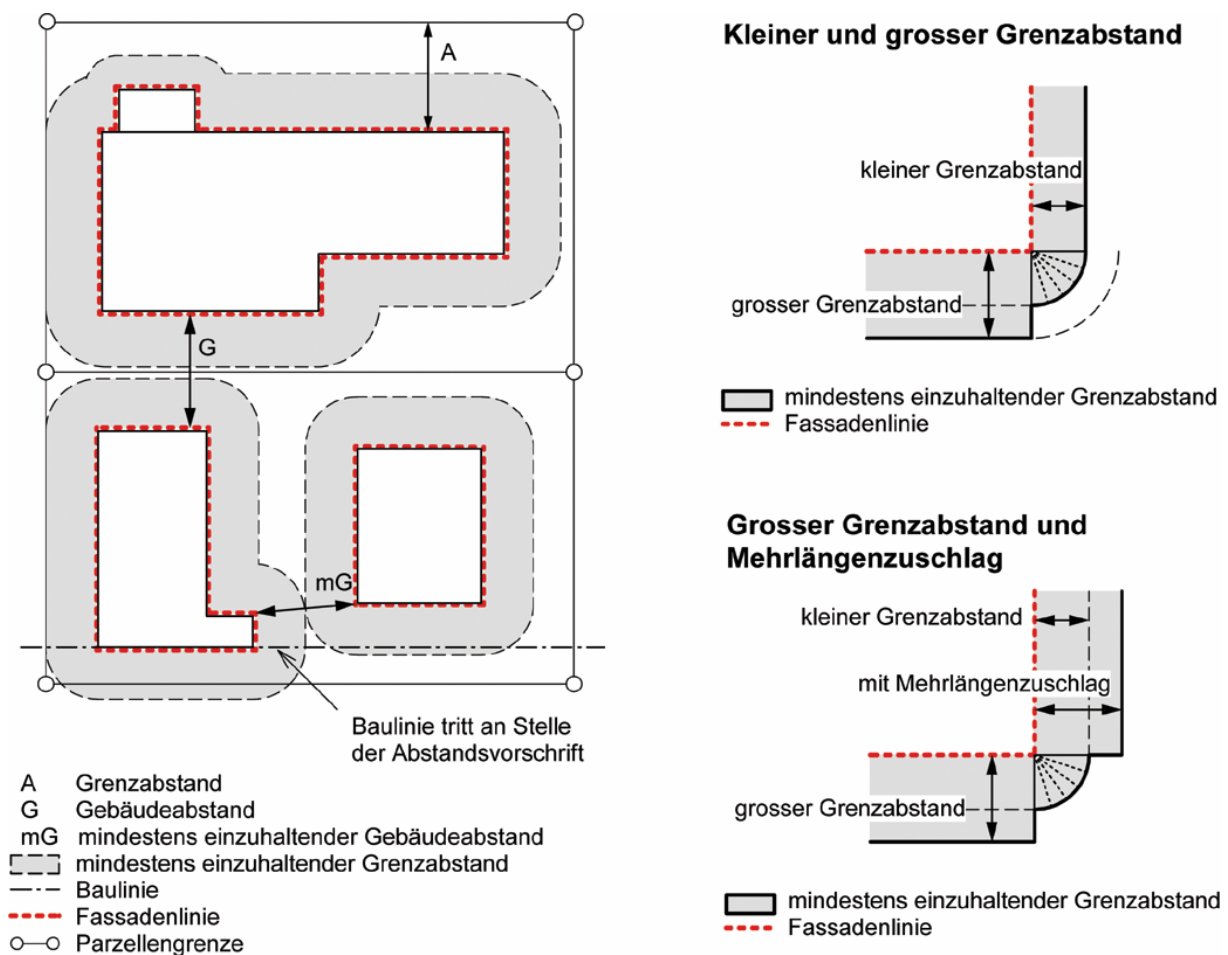 A
G
mG
Baulinie tritt an Stelle
der Abstandsvorschrift
A Grenzabstand
G Gebäudeabstand
mG mindestens einzuhaltender Gebäudeabstand
mindestens einzuhaltender Grenzabstand
Baulinie
Fassadenlinie
Parzellengrenze
Kleiner und grosser Grenzabstand
kleiner Grenzabstand
grosser Grenzabstand
mindestens einzuhaltender Grenzabstand
Fassadenlinie
Grosser Grenzabstand und
Mehrlängenzuschlag
kleiner Grenzabstand
mit Mehrlängenzuschlag
grosser Grenzabstand
mindestens einzuhaltender Grenzabstand
Fassadenlinie